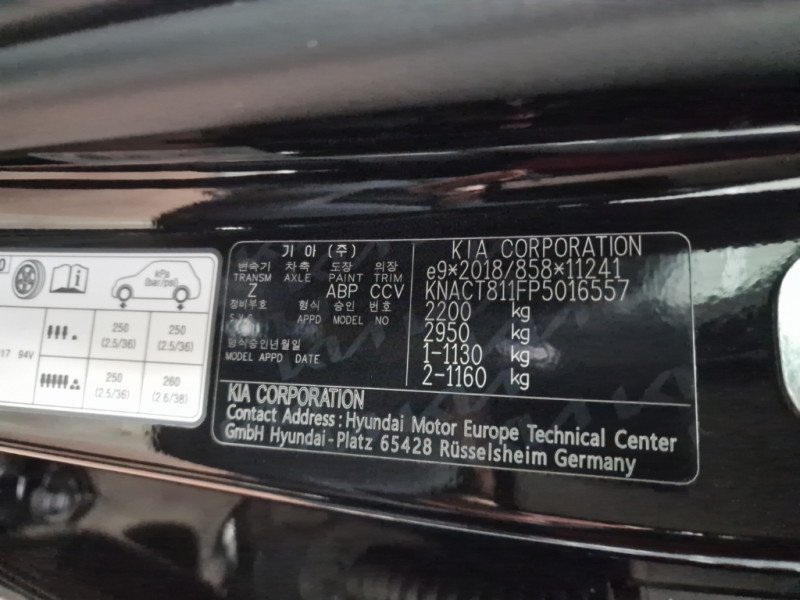 kPa
(bar/psi)
250
(2.5/36)
250
(2.5/36)
17 94V
250
(2.5/36)
260
(2.6/38)
기아(주)
변속기 차축 도장 의장
TRANSM AXLE PAINT TRIM
Z ABP CCV
정비부호 형식 승인 번호
S.V.C APPD MODEL NO
형식승인년월일
MODEL APPD DATE
KIA CORPORATION
e9*2018/858*11241
KNACT811FP5016557
2200 kg
2950 kg
1-1130 kg
2-1160 kg
KIA CORPORATION
Contact Address : Hyundai Motor Europe Technical Center
GmbH Hyundai-Platz 65428 Rüsselsheim Germany